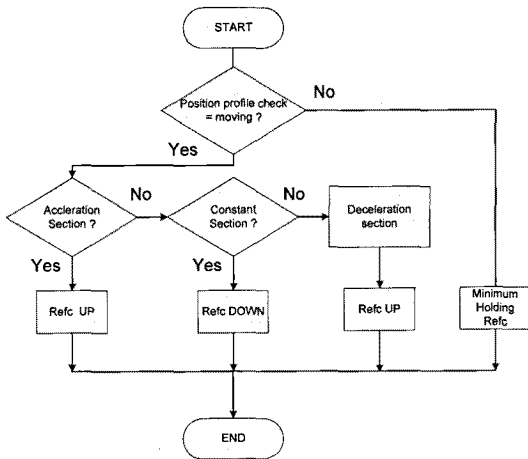 START
Position profile check
= moving ?
No
Yes
Accleration
Section ?
No
Constant
Section ?
No
Deceleration
section
Yes
Yes
Refc UP
Refc DOWN
Refc UP
Minimum
Holding
Refc
END